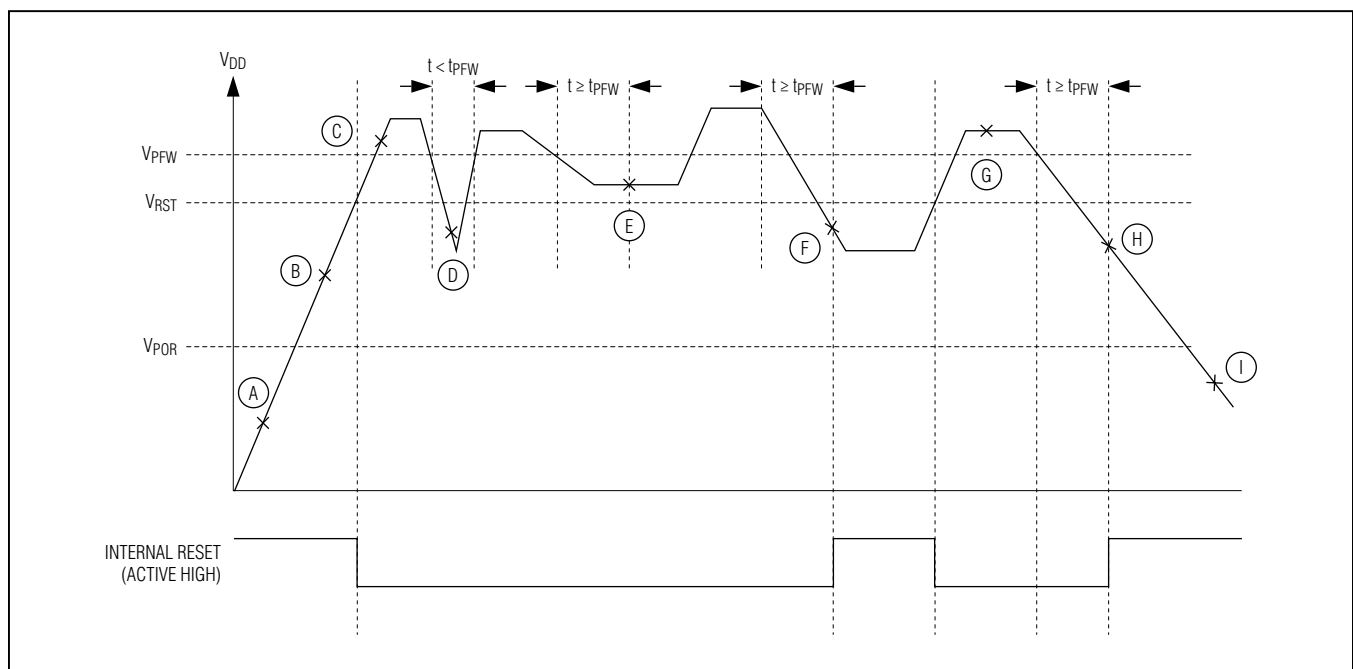 VDD
t < tPFW
t ≥ tPFW
t ≥ tPFW
t ≥ tPFW
C
VPFW
G
VRST
E
F
H
B
D
VPOR
I
A
INTERNAL RESET
(ACTIVE HIGH)